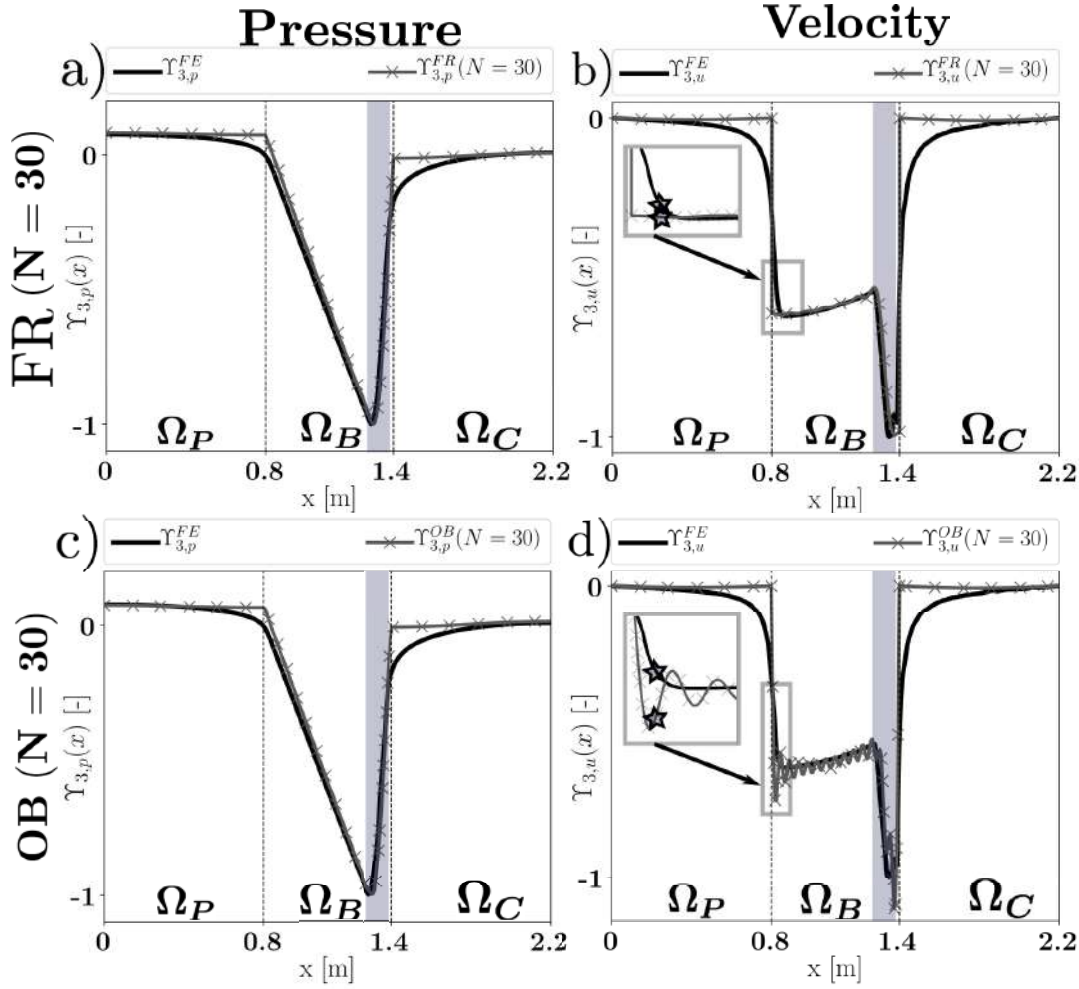 Pressure
Velocity
a)
Υ^{FE}_{3,p}
Υ^{FR}_{3,p}(N = 30)
b)
Υ^{FE}_{3,u}
Υ^{FR}_{3,u}(N = 30)
FR (N = 30)
Υ_{3,p}(x) [-]
0
-1
Ω_P
Ω_B
Ω_C
0 0.8 1.4 2.2
x [m]
Υ_{3,u}(x) [-]
0
-1
Ω_P
Ω_B
Ω_C
0 0.8 1.4 2.2
x [m]
c)
Υ^{FE}_{3,p}
Υ^{OB}_{3,p}(N = 30)
d)
Υ^{FE}_{3,u}
Υ^{OB}_{3,u}(N = 30)
OB (N = 30)
Υ_{3,p}(x) [-]
0
-1
Ω_P
Ω_B
Ω_C
0 0.8 1.4 2.2
x [m]
Υ_{3,u}(x) [-]
0
-1
Ω_P
Ω_B
Ω_C
0 0.8 1.4 2.2
x [m]